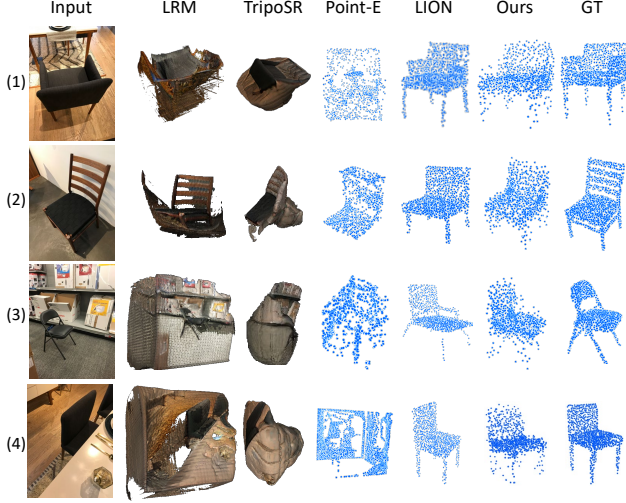 Input LRM TripoSR Point-E LION Ours GT
(1)
(2)
(3)
(4)